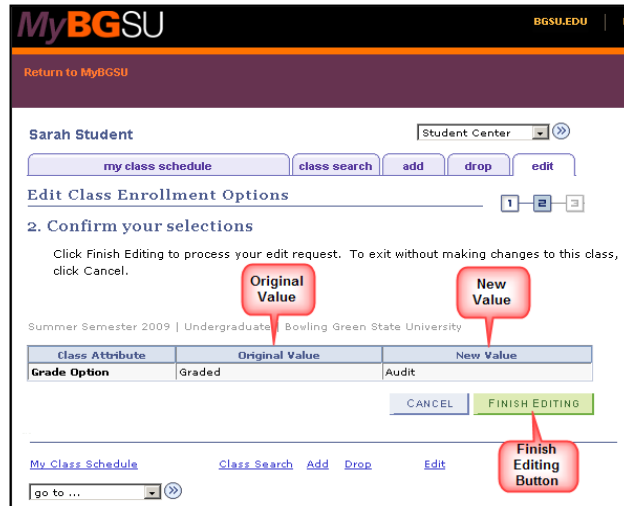 MyBGSU
BGSU.EDU
Return to MyBGSU
Sarah Student
Student Center
my class schedule class search add drop edit
Edit Class Enrollment Options
1 2 3
2. Confirm your selections
Click Finish Editing to process your edit request. To exit without making changes to this class,
click Cancel.
Original
Value
New
Value
Summer Semester 2009 | Undergraduate | Bowling Green State University
Class Attribute Original Value New Value
Grade Option Graded Audit
CANCEL FINISH EDITING
Finish
Editing
Button
My Class Schedule Class Search Add Drop Edit
go to ...